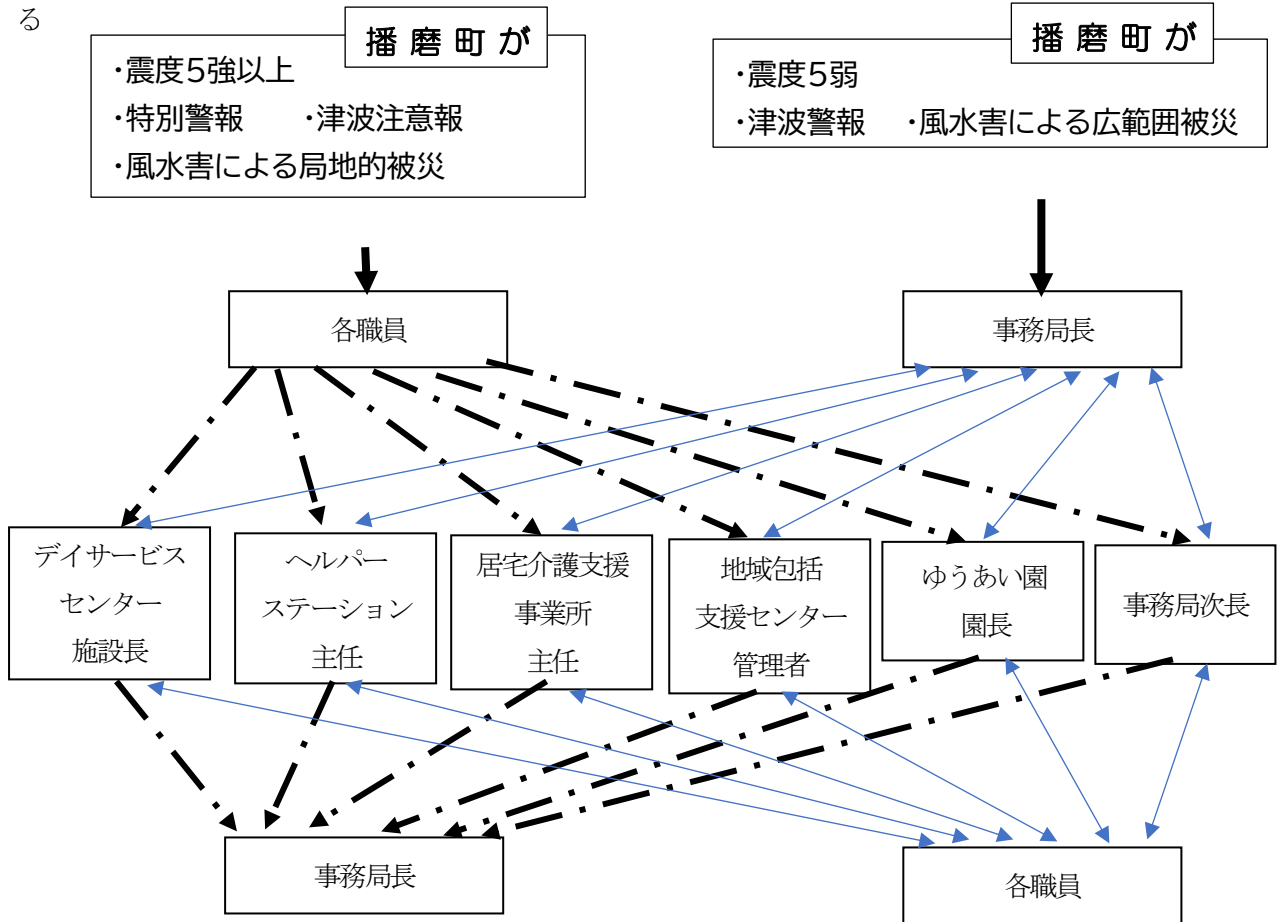 る
播磨町が
・震度5強以上
・特別警報　　・津波注意報
・風水害による局地的被災
播磨町が
・震度5弱
・津波警報　・風水害による広範囲被災
各職員
事務局長
デイサービス
センター
施設長
ヘルパー
ステーション
主任
居宅介護支援
事業所
主任
地域包括
支援センター
管理者
ゆうあい園
園長
事務局次長
事務局長
各職員